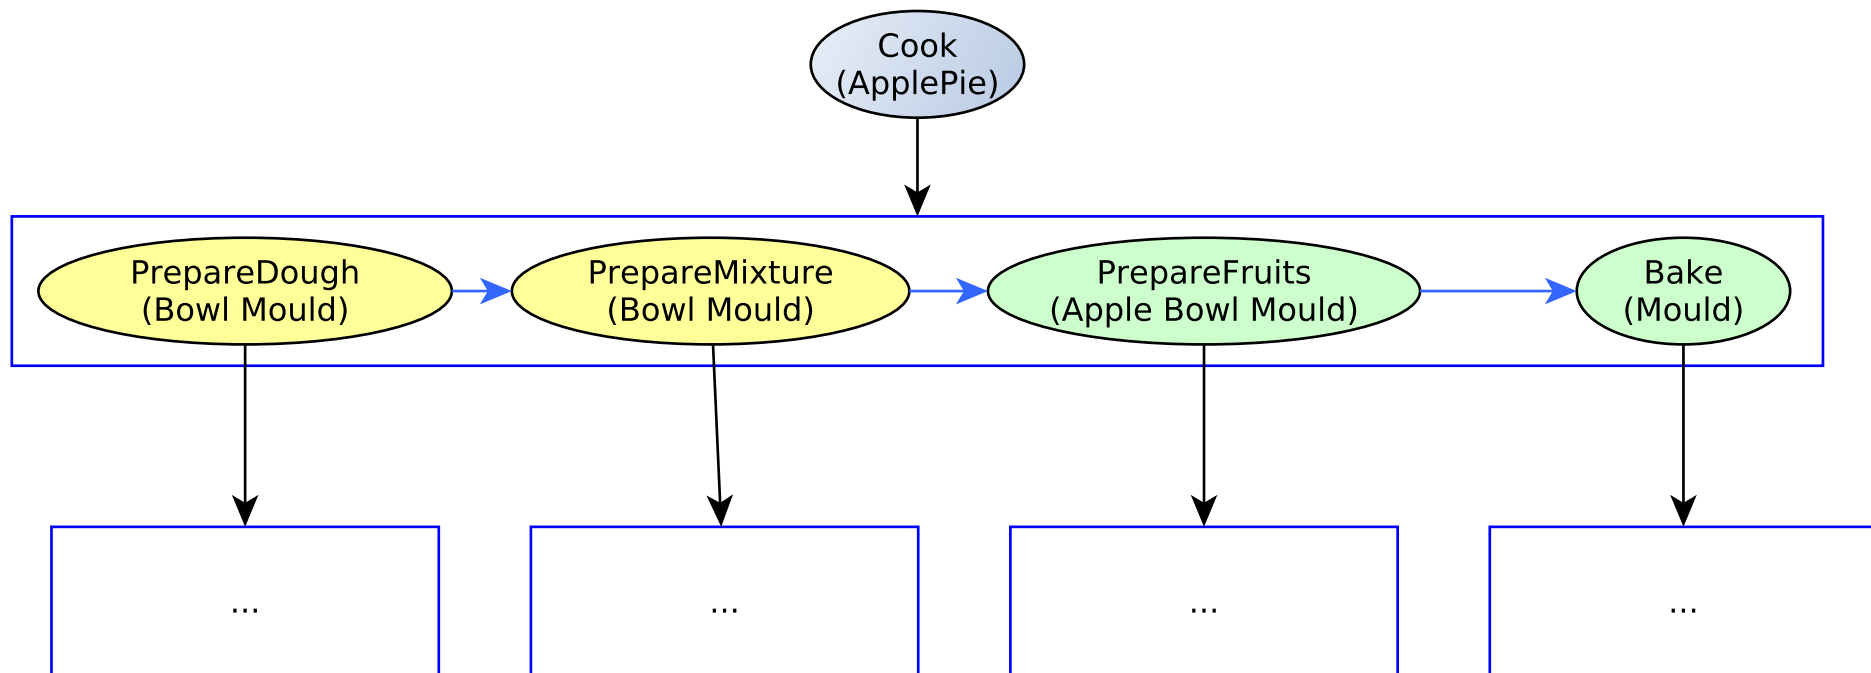 Cook
(ApplePie)
PrepareDough
(Bowl Mould)
PrepareMixture
(Bowl Mould)
PrepareFruits
(Apple Bowl Mould)
Bake
(Mould)
...
...
...
...